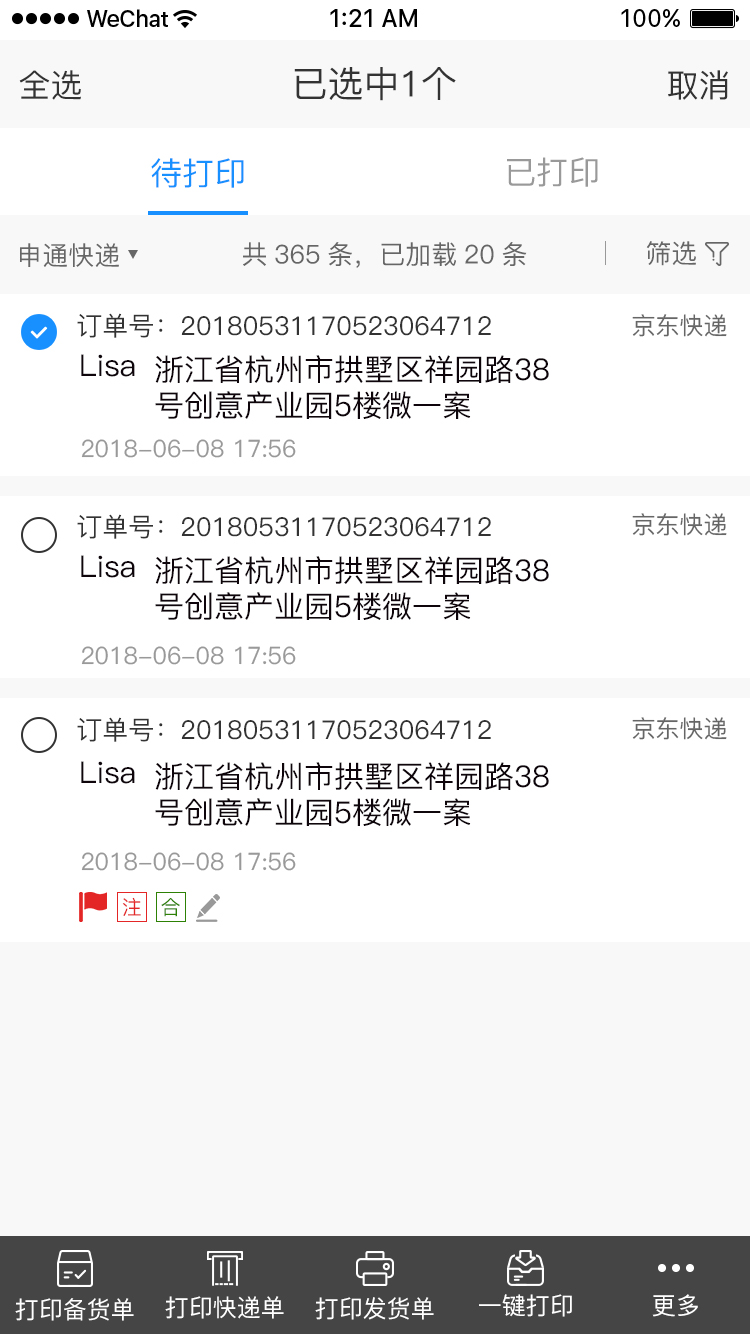 WeChat 1:21 AM 100%
全选 已选中1个 取消
待打印 已打印
申通快递 共 365 条，已加载 20 条 筛选
订单号：20180531170523064712 京东快递
Lisa 浙江省杭州市拱墅区祥园路38
号创意产业园5楼微一案
2018-06-08 17:56
订单号：20180531170523064712 京东快递
Lisa 浙江省杭州市拱墅区祥园路38
号创意产业园5楼微一案
2018-06-08 17:56
订单号：20180531170523064712 京东快递
Lisa 浙江省杭州市拱墅区祥园路38
号创意产业园5楼微一案
2018-06-08 17:56
注 合
打印备货单 打印快递单 打印发货单 一键打印 更多